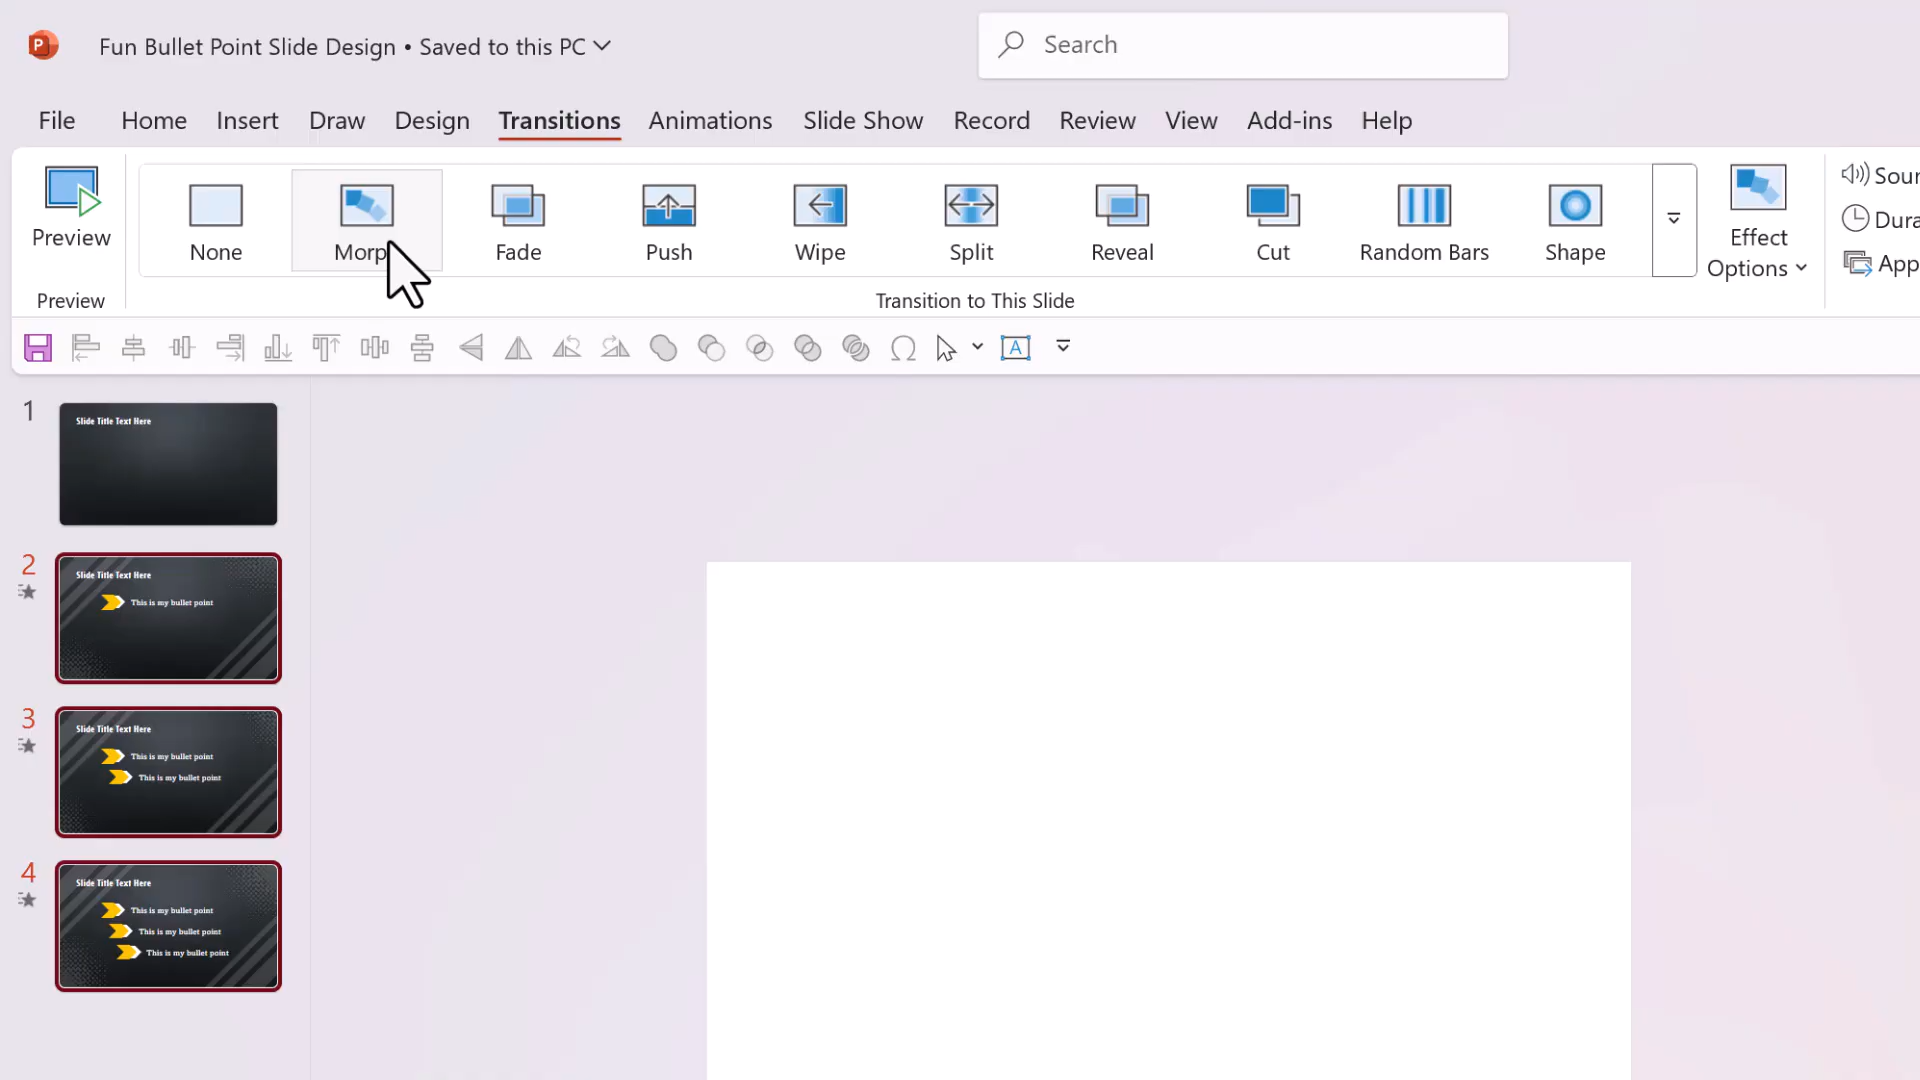 Fun Bullet Point Slide Design • Saved to this PC
Search
File Home Insert Draw Design Transitions Animations Slide Show Record Review View Add-ins Help
Preview
None
Morp
Fade
Push
Wipe
Split
Reveal
Cut
Random Bars
Shape
Effect
Options
Sour
Dura
App
Preview
Transition to This Slide
A
1
Slide Title Text Here
2
Slide Title Text Here
This is my bullet point
3
Slide Title Text Here
This is my bullet point
This is my bullet point
4
Slide Title Text Here
This is my bullet point
This is my bullet point
This is my bullet point